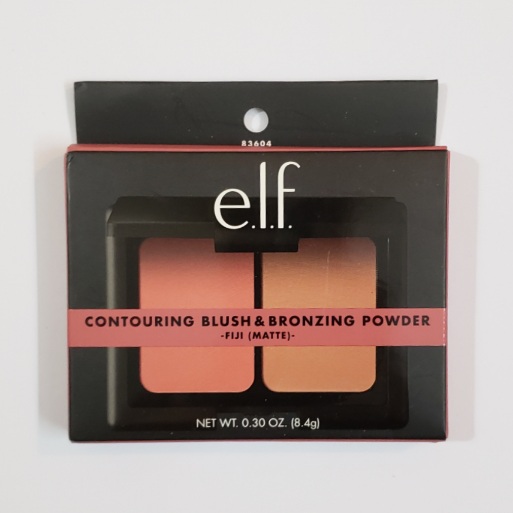 83604
e.l.f.
CONTOURING BLUSH & BRONZING POWDER
-FIJI (MATTE)-
NET WT. 0.30 OZ. (8.4g)